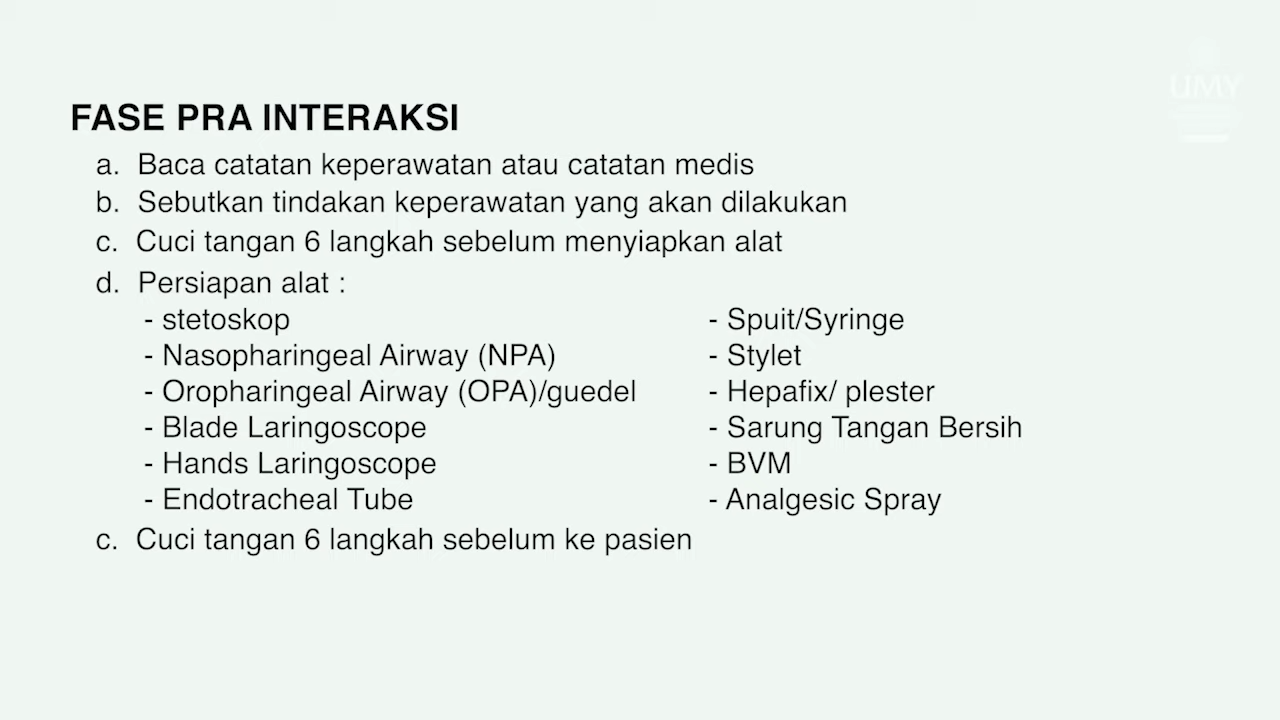 UMY
FASE PRA INTERAKSI
a. Baca catatan keperawatan atau catatan medis
b. Sebutkan tindakan keperawatan yang akan dilakukan
c. Cuci tangan 6 langkah sebelum menyiapkan alat
d. Persiapan alat :
- stetoskop
- Nasopharingeal Airway (NPA)
- Oropharingeal Airway (OPA)/guedel
- Blade Laringoscope
- Hands Laringoscope
- Endotracheal Tube
- Spuit/Syringe
- Stylet
- Hepafix/ plester
- Sarung Tangan Bersih
- BVM
- Analgesic Spray
c. Cuci tangan 6 langkah sebelum ke pasien